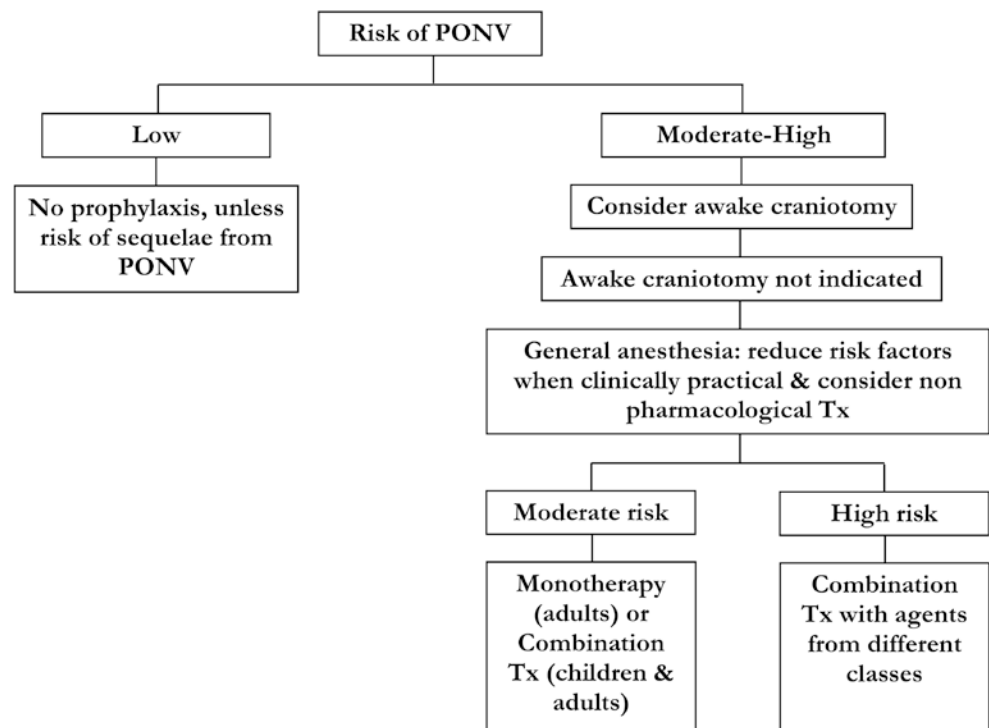 Risk of PONV
Low
Moderate-High
No prophylaxis, unless
risk of sequelae from
PONV
Consider awake craniotomy
Awake craniotomy not indicated
General anesthesia: reduce risk factors
when clinically practical & consider non
pharmacological Tx
Moderate risk
High risk
Monotherapy
(adults) or
Combination
Tx (children &
adults)
Combination
Tx with agents
from different
classes